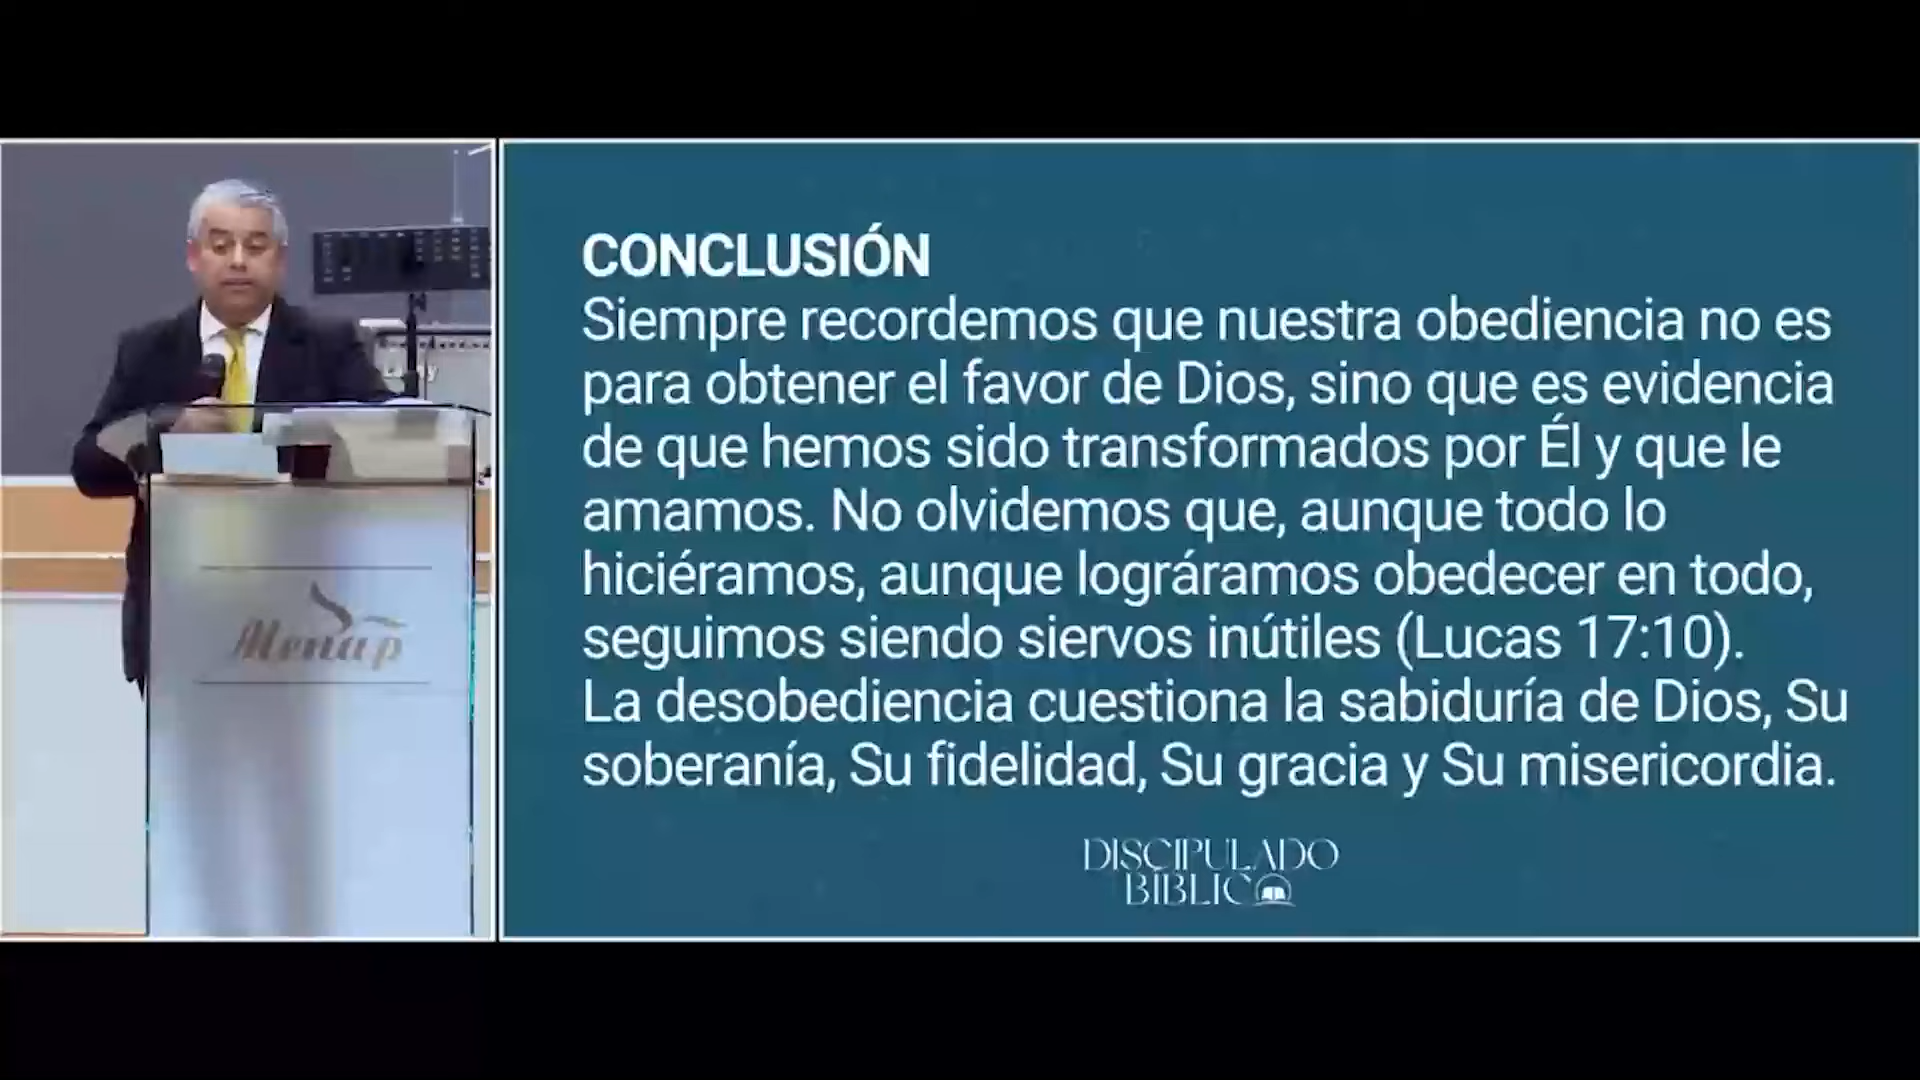 CONCLUSIÓN
Siempre recordemos que nuestra obediencia no es
para obtener el favor de Dios, sino que es evidencia
de que hemos sido transformados por Él y que le
amamos. No olvidemos que, aunque todo lo
hiciéramos, aunque lográramos obedecer en todo,
seguimos siendo siervos inútiles (Lucas 17:10).
La desobediencia cuestiona la sabiduría de Dios, Su
soberanía, Su fidelidad, Su gracia y Su misericordia.
DISCIPULADO
BÍBLICO
Menap